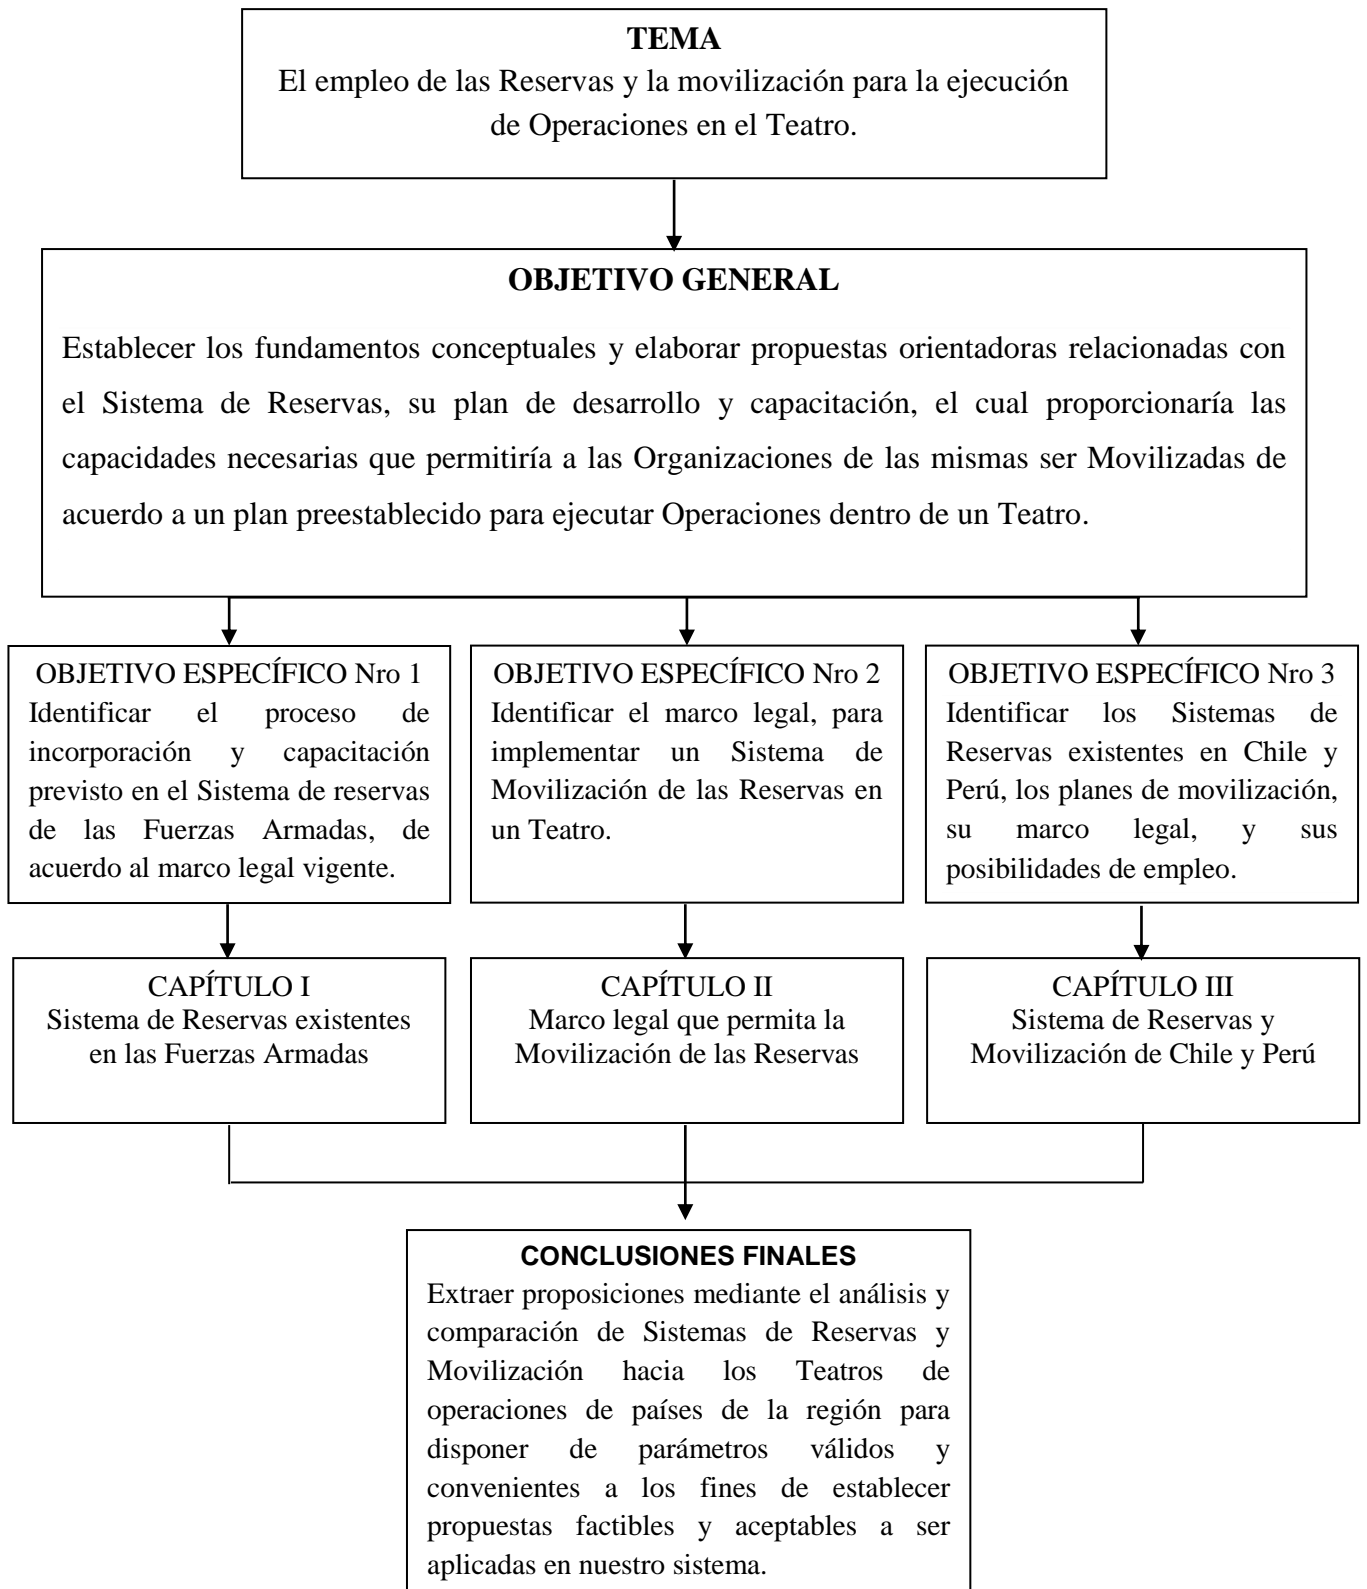 TEMA
El empleo de las Reservas y la movilización para la ejecución
de Operaciones en el Teatro.
OBJETIVO GENERAL
Establecer los fundamentos conceptuales y elaborar propuestas orientadoras relacionadas con
el Sistema de Reservas, su plan de desarrollo y capacitación, el cual proporcionaría las
capacidades necesarias que permitiría a las Organizaciones de las mismas ser Movilizadas de
acuerdo a un plan preestablecido para ejecutar Operaciones dentro de un Teatro.
OBJETIVO ESPECÍFICO Nro 1
Identificar el proceso de
incorporación y capacitación
previsto en el Sistema de reservas
de las Fuerzas Armadas, de
acuerdo al marco legal vigente.
OBJETIVO ESPECÍFICO Nro 2
Identificar el marco legal, para
implementar un Sistema de
Movilización de las Reservas en
un Teatro.
OBJETIVO ESPECÍFICO Nro 3
Identificar los Sistemas de
Reservas existentes en Chile y
Perú, los planes de movilización,
su marco legal, y sus
posibilidades de empleo.
CAPÍTULO I
Sistema de Reservas existentes
en las Fuerzas Armadas
CAPÍTULO II
Marco legal que permita la
Movilización de las Reservas
CAPÍTULO III
Sistema de Reservas y
Movilización de Chile y Perú
CONCLUSIONES FINALES
Extraer proposiciones mediante el análisis y
comparación de Sistemas de Reservas y
Movilización hacia los Teatros de
operaciones de países de la región para
disponer de parámetros válidos y
convenientes a los fines de establecer
propuestas factibles y aceptables a ser
aplicadas en nuestro sistema.